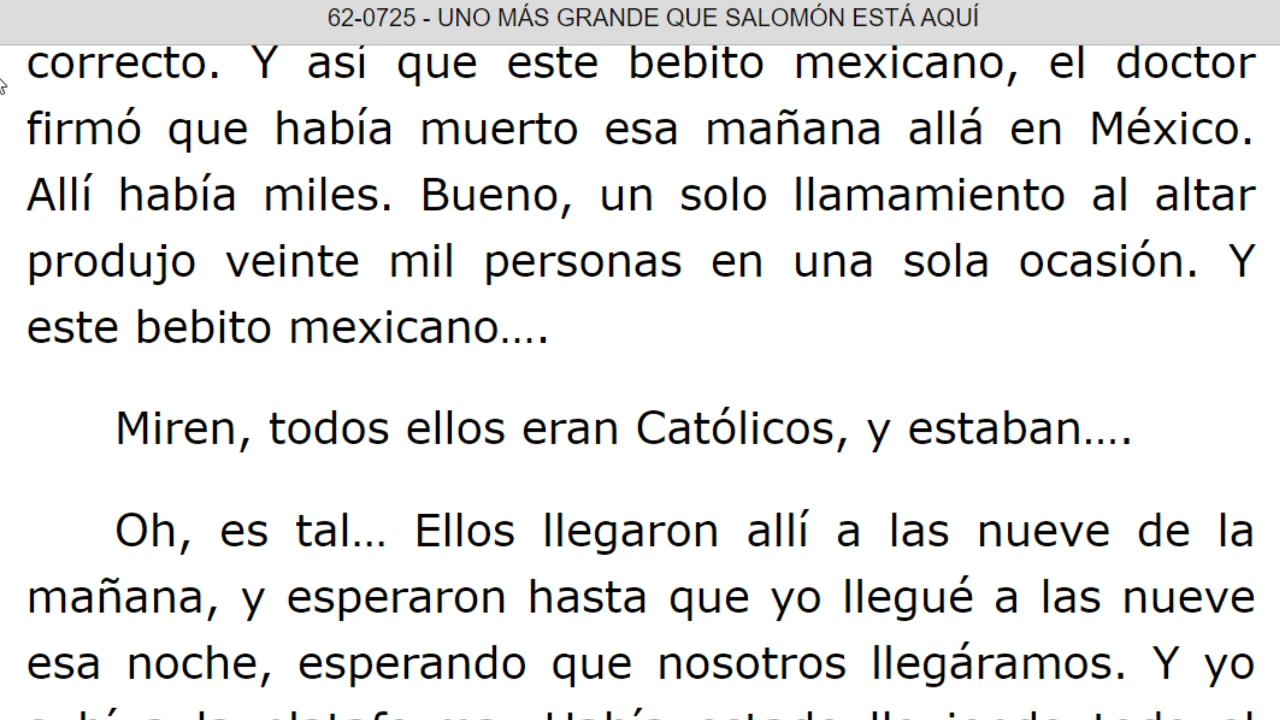 62-0725 - UNO MÁS GRANDE QUE SALOMÓN ESTÁ AQUÍ
correcto. Y así que este bebito mexicano, el doctor
firmó que había muerto esa mañana allá en México.
Allí había miles. Bueno, un solo llamamiento al altar
produjo veinte mil personas en una sola ocasión. Y
este bebito mexicano....
Miren, todos ellos eran Católicos, y estaban....
Oh, es tal... Ellos llegaron allí a las nueve de la
mañana, y esperaron hasta que yo llegué a las nueve
esa noche, esperando que nosotros llegáramos. Y yo